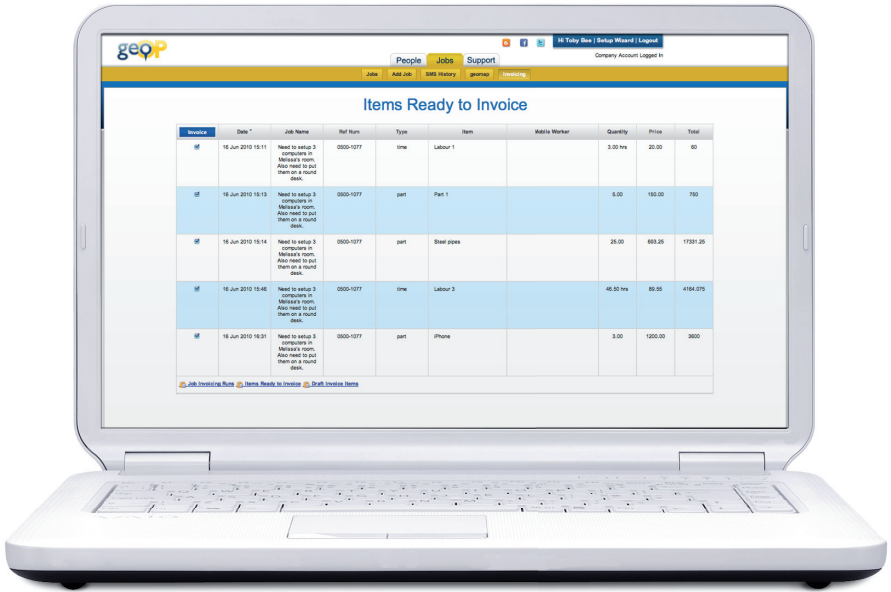 geoOP
Hi Toby Bee | Setup Wizard | Logout
Company Account Logged In
People Jobs Support
Jobs Add Job SMS History geomap Invoicing
Items Ready to Invoice
Invoice Date Job Name Ref Num Type Item Mobile Worker Quantity Price Total
16 Jun 2010 15:11 Need to setup 3 0500-1077 time Labour 1 3.00 hrs 20.00 60
computers in
Melissa's room.
Also need to put
them on a round
desk.
16 Jun 2010 15:13 Need to setup 3 0500-1077 part Part 1 5.00 150.00 750
computers in
Melissa's room.
Also need to put
them on a round
desk.
16 Jun 2010 15:14 Need to setup 3 0500-1077 part Steel pipes 25.00 693.25 17331.25
computers in
Melissa's room.
Also need to put
them on a round
desk.
16 Jun 2010 15:46 Need to setup 3 0500-1077 time Labour 3 46.50 hrs 89.55 4164.075
computers in
Melissa's room.
Also need to put
them on a round
desk.
16 Jun 2010 16:31 Need to setup 3 0500-1077 part iPhone 3.00 1200.00 3600
computers in
Melissa's room.
Also need to put
them on a round
desk.
Job Invoicing Runs Items Ready to Invoice Draft Invoice Items